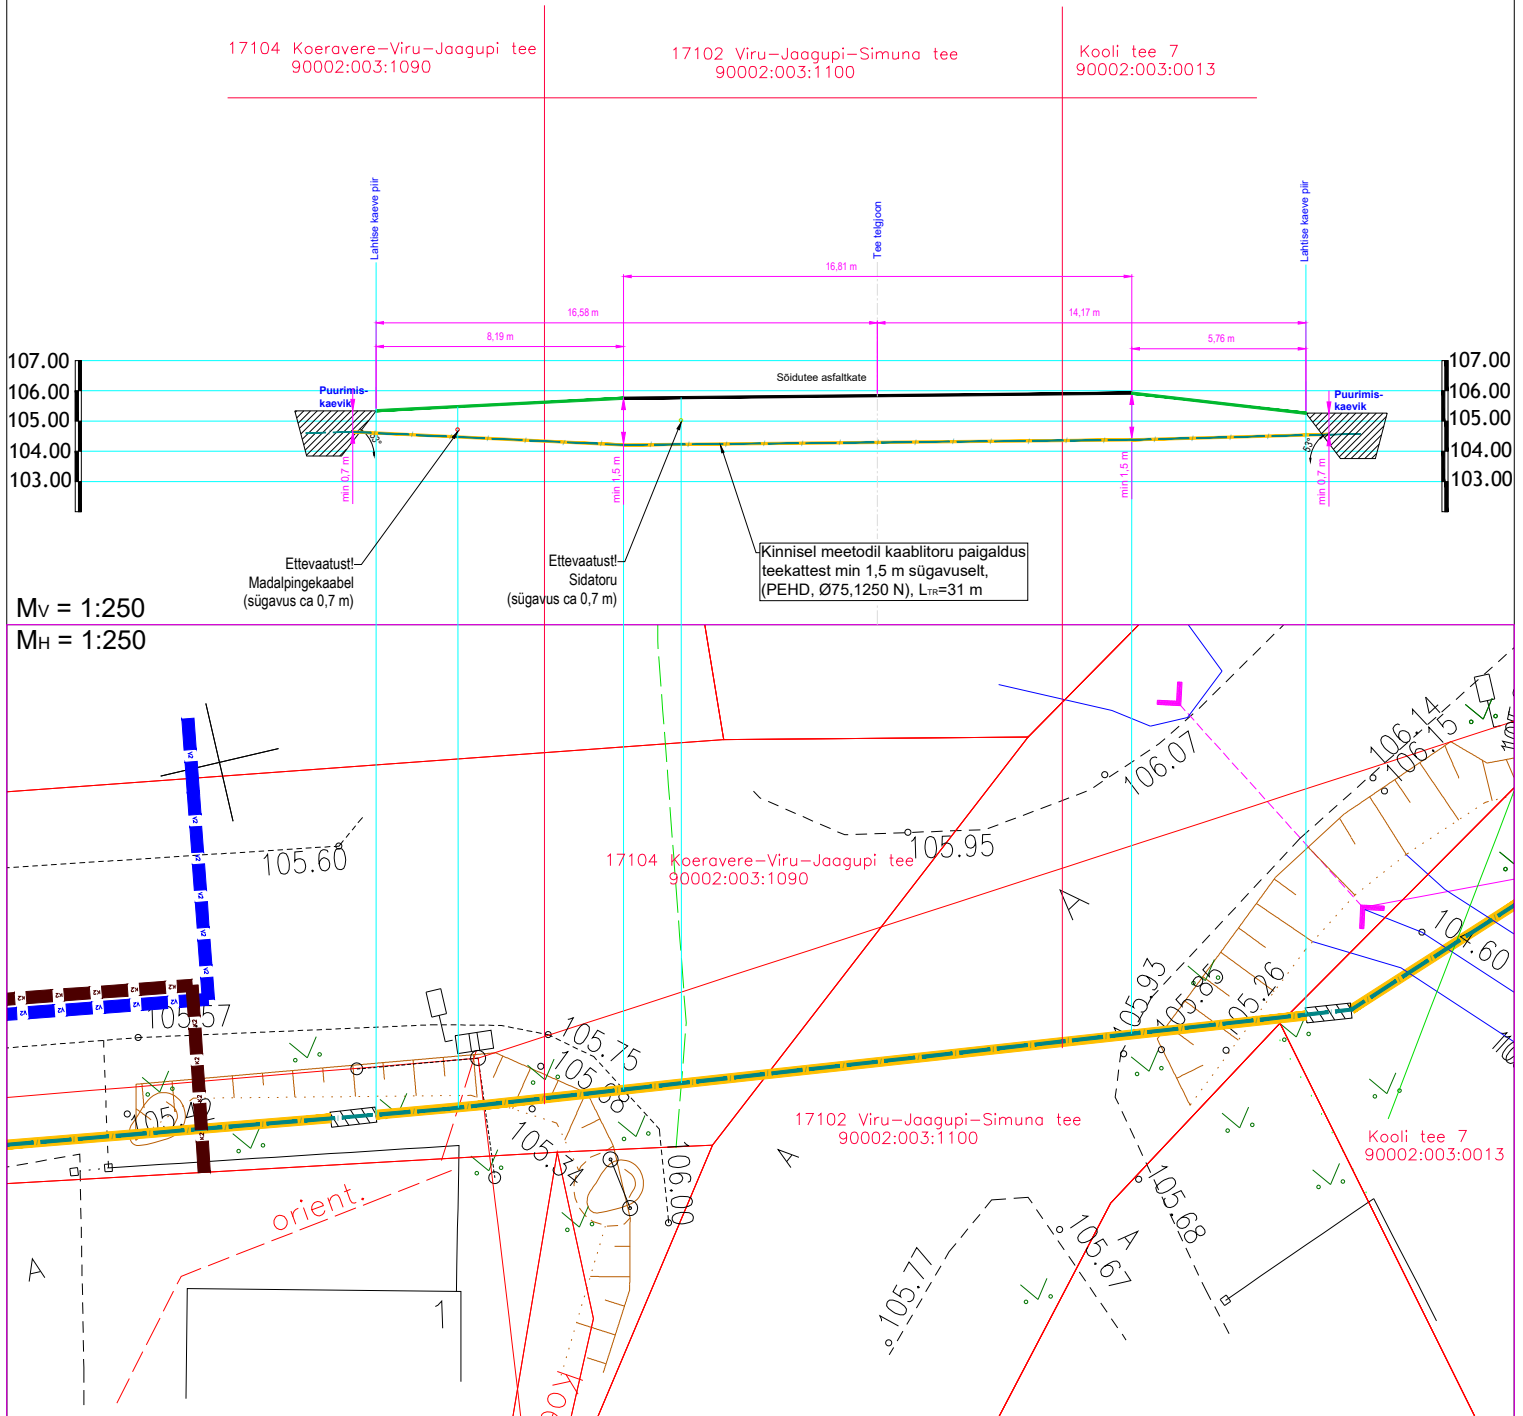 17104 Koeravere-Viru-Jaagupi tee
90002:003:1090
17102 Viru-Jaagupi-Simuna tee
90002:003:1100
Kooli tee 7
90002:003:0013
Lahtise kaeve piir
Tee telgjoon
Lahtise kaeve piir
16,81 m
16,58 m
14,17 m
8,19 m
5,76 m
107.00
106.00
105.00
104.00
103.00
107.00
106.00
105.00
104.00
103.00
Puurimis-
kaevik
Sõidutee asfaltkate
Puurimis-
kaevik
53°
min 0,7 m
min 1,5 m
min 1,5 m
min 0,7 m
Ettevaatust!
Madalpingekaabel
(sügavus ca 0,7 m)
Ettevaatust!
Sidatoru
(sügavus ca 0,7 m)
Kinnisel meetodil kaablitoru paigaldus
teekattest min 1,5 m sügavuselt,
(PEHD, Ø75,1250 N), LTR=31 m
MV = 1:250
MH = 1:250
106.14
106.15
106.07
105.60
105.95
17104 Koeravere-Viru-Jaagupi tee
90002:003:1090
A
104.60
105.93
105.85
105.26
105.57
105.75
105.42
105.34
17102 Viru-Jaagupi-Simuna tee
90002:003:1100
Kooli tee 7
90002:003:0013
A
106.00
orient.
105.68
A
105.67
105.77
A
1